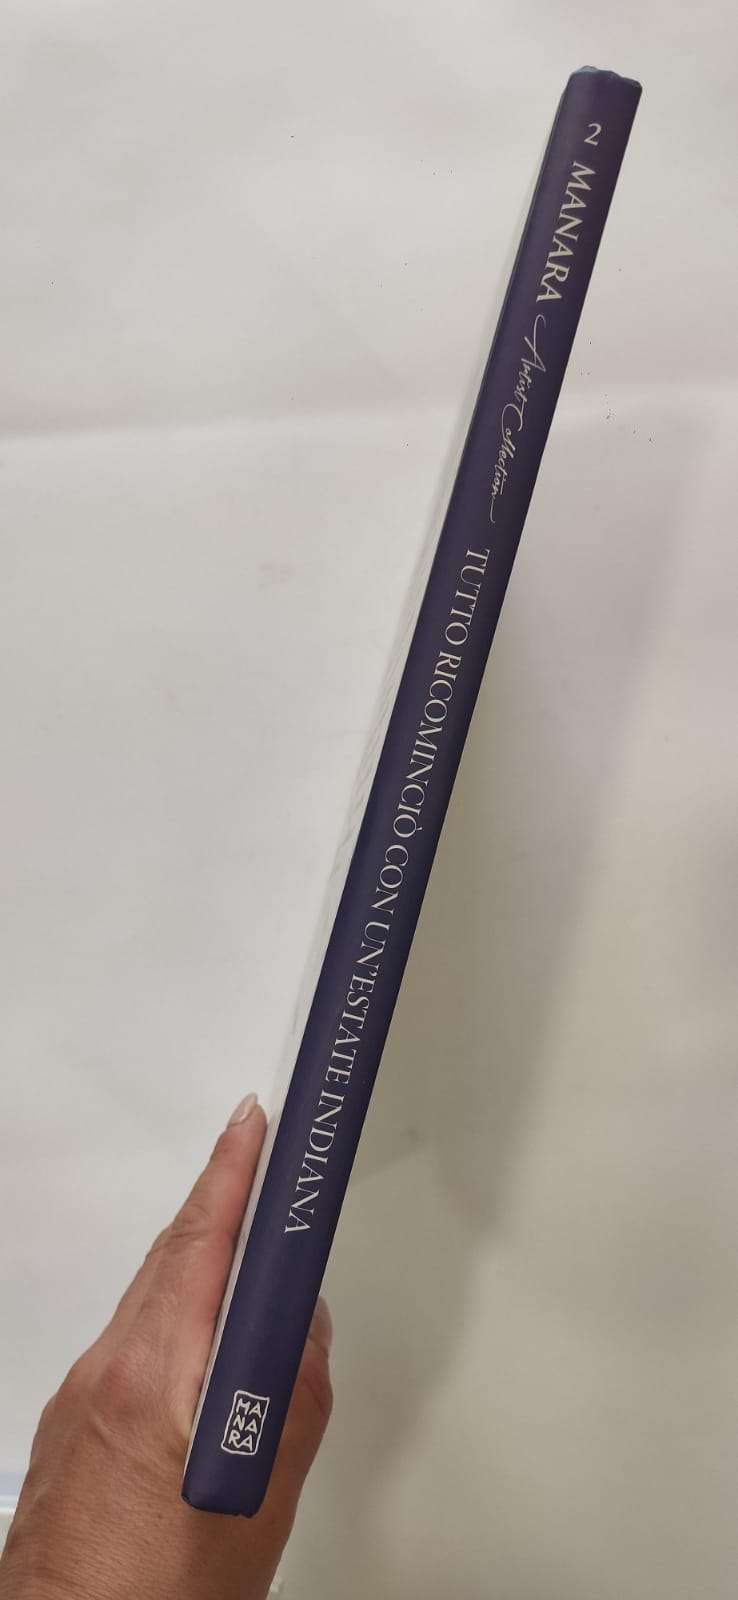 2 MANARA Artist Collection TUTTO RICOMINCIÒ CON UN'ESTATE INDIANA
MA
NA
RA